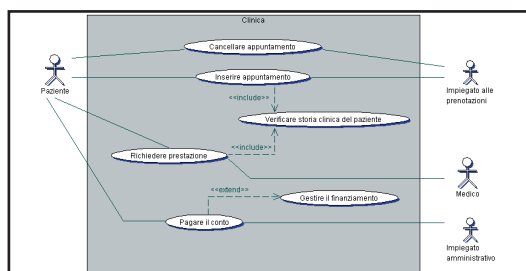 Clinica
Cancellare appuntamento
Inserire appuntamento
Paziente
Impiegato alle
prenotazioni
<<include>>
Verificare storia clinica del paziente
<<include>>
Richiedere prestazione
Medico
<<extend>>
Gestire il finanziamento
Pagare il conto
Impiegato
amministrativo